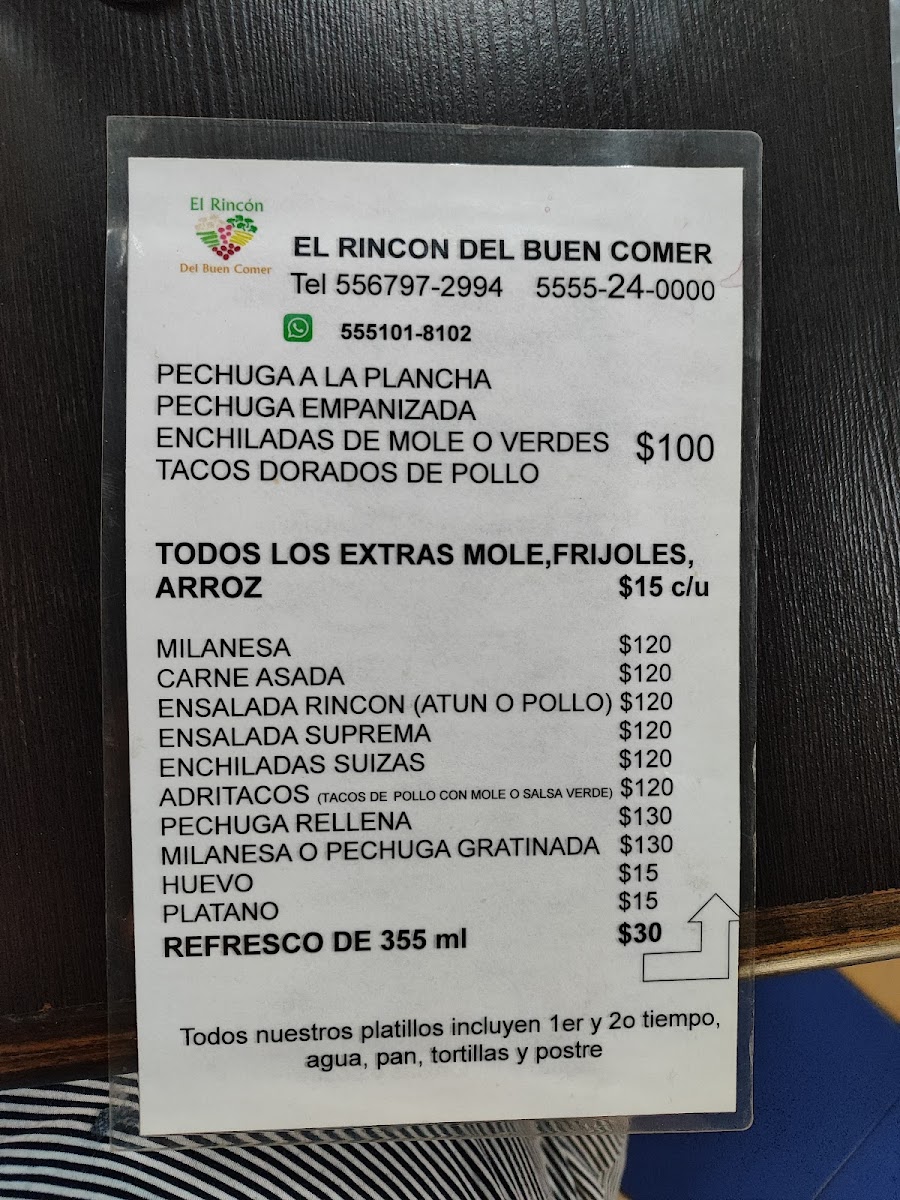 El Rincón
Del Buen Comer
EL RINCON DEL BUEN COMER
Tel 556797-2994 5555-24-0000
555101-8102
PECHUGA A LA PLANCHA
PECHUGA EMPANIZADA
ENCHILADAS DE MOLE O VERDES $100
TACOS DORADOS DE POLLO
TODOS LOS EXTRAS MOLE,FRIJOLES,
ARROZ $15 c/u
MILANESA $120
CARNE ASADA $120
ENSALADA RINCON (ATUN O POLLO) $120
ENSALADA SUPREMA $120
ENCHILADAS SUIZAS $120
ADRITACOS (TACOS DE POLLO CON MOLE O SALSA VERDE) $120
PECHUGA RELLENA $130
MILANESA O PECHUGA GRATINADA $130
HUEVO $15
PLATANO $15
REFRESCO DE 355 ml $30
Todos nuestros platillos incluyen 1er y 2o tiempo,
agua, pan, tortillas y postre